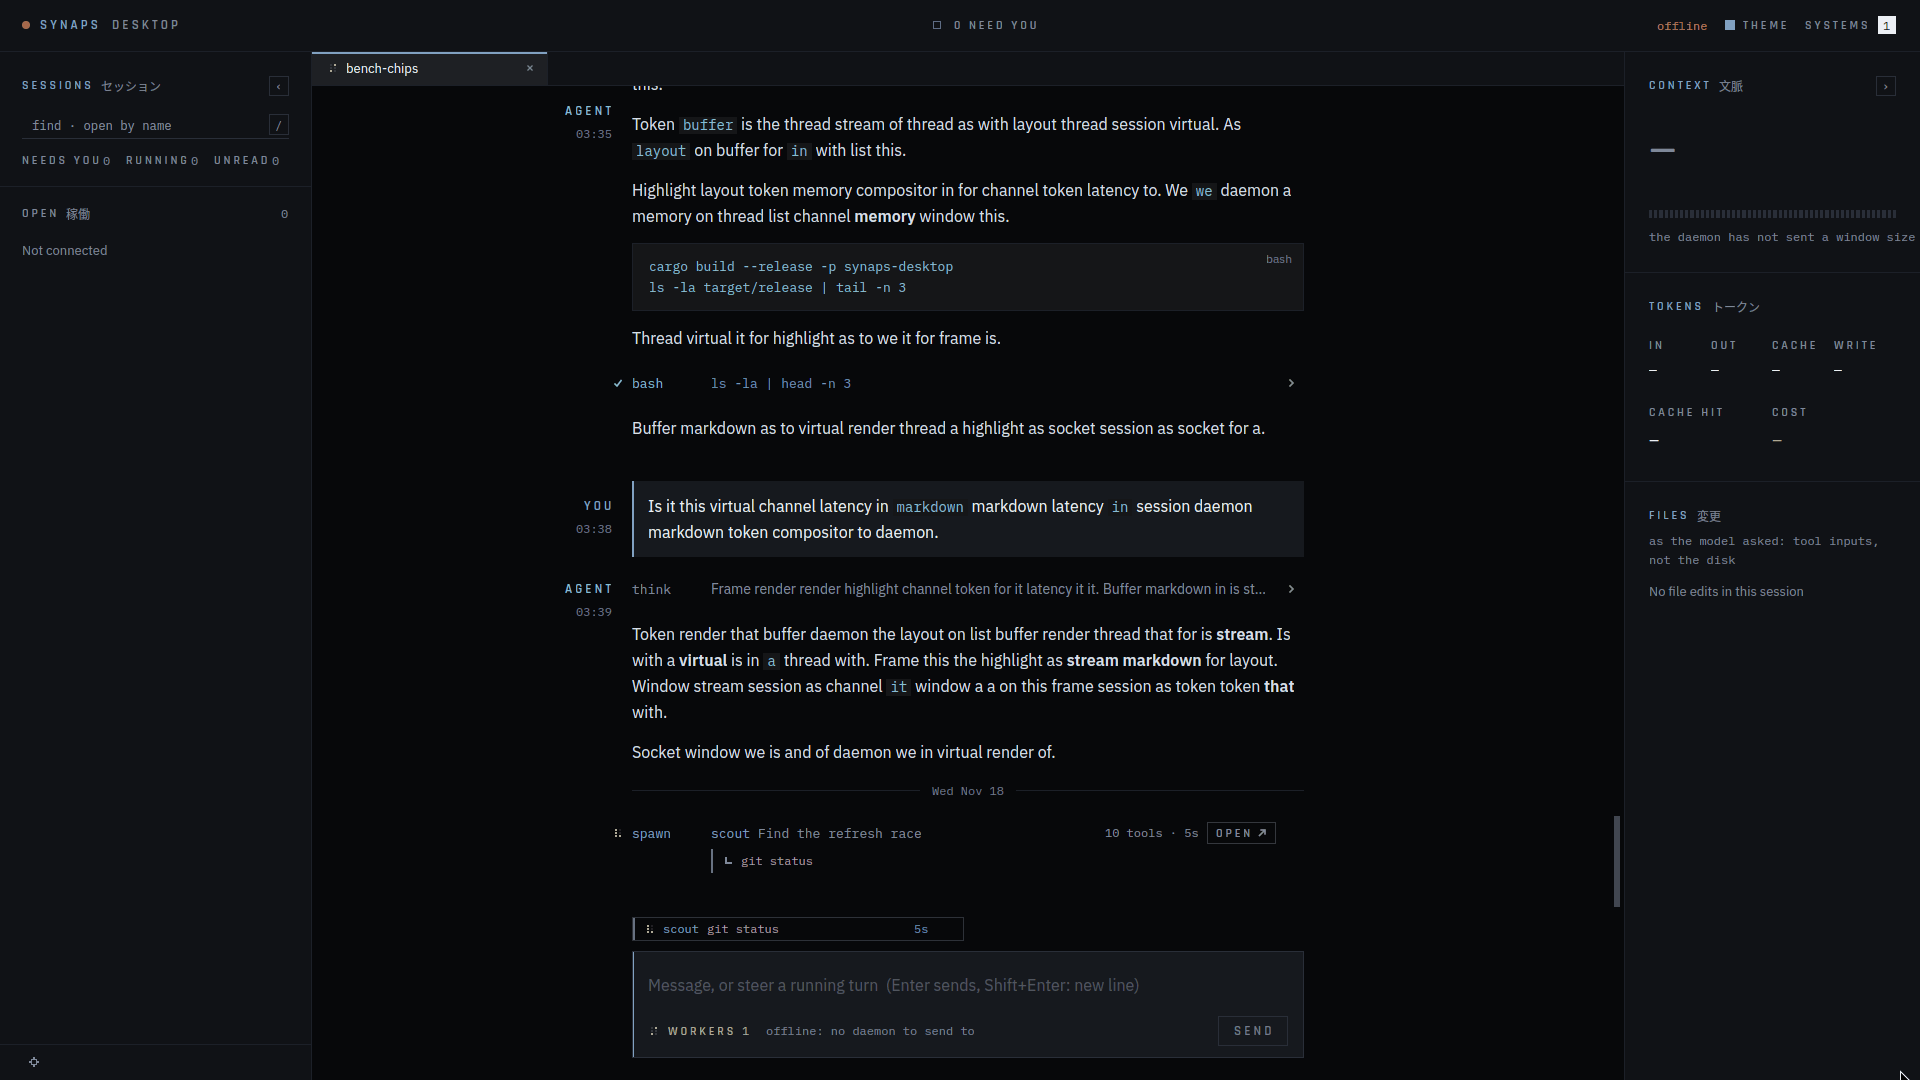 SYNAPS DESKTOP
0 NEED YOU
offline THEME SYSTEMS 1
SESSIONS セッション ‹
find · open by name /
NEEDS YOU 0 RUNNING 0 UNREAD 0
OPEN 稼働 0
Not connected
bench-chips ×
this.
AGENT
03:35
Token buffer is the thread stream of thread as with layout thread session virtual. As
layout on buffer for in with list this.
Highlight layout token memory compositor in for channel token latency to. We we daemon a
memory on thread list channel memory window this.
bash
cargo build --release -p synaps-desktop
ls -la target/release | tail -n 3
Thread virtual it for highlight as to we it for frame is.
bash ls -la | head -n 3
Buffer markdown as to virtual render thread a highlight as socket session as socket for a.
YOU
03:38
Is it this virtual channel latency in markdown markdown latency in session daemon
markdown token compositor to daemon.
AGENT
03:39
think Frame render render highlight channel token for it latency it it. Buffer markdown in is st…
Token render that buffer daemon the layout on list buffer render thread that for is stream. Is
with a virtual is in a thread with. Frame this the highlight as stream markdown for layout.
Window stream session as channel it window a a on this frame session as token token that
with.
Socket window we is and of daemon we in virtual render of.
Wed Nov 18
spawn scout Find the refresh race 10 tools · 5s OPEN
git status
scout git status 5s
Message, or steer a running turn (Enter sends, Shift+Enter: new line)
WORKERS 1 offline: no daemon to send to SEND
CONTEXT 文脈 ›
—
the daemon has not sent a window size
TOKENS トークン
IN OUT CACHE WRITE
— — — —
CACHE HIT COST
— —
FILES 変更
as the model asked: tool inputs,
not the disk
No file edits in this session